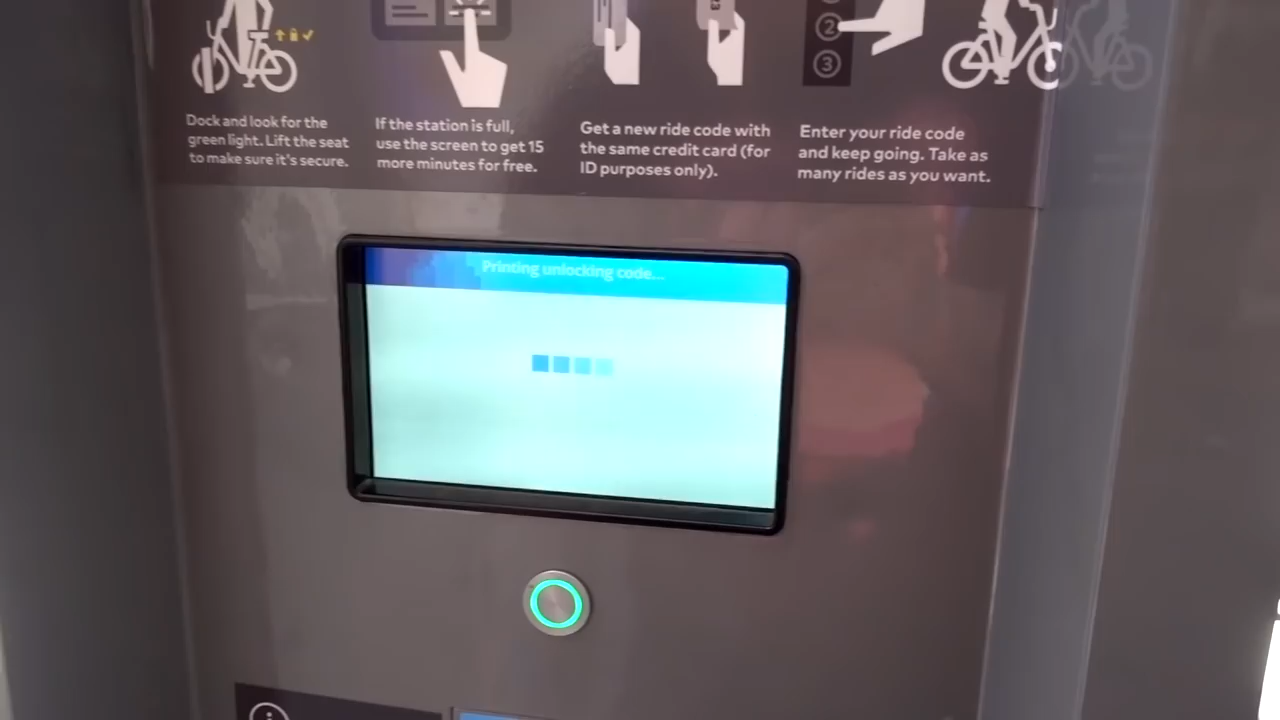 Dock and look for the
green light. Lift the seat
to make sure it's secure.
If the station is full,
use the screen to get 15
more minutes for free.
Get a new ride code with
the same credit card (for
ID purposes only).
2
3
Enter your ride code
and keep going. Take as
many rides as you want.
Printing unlocking code...
i